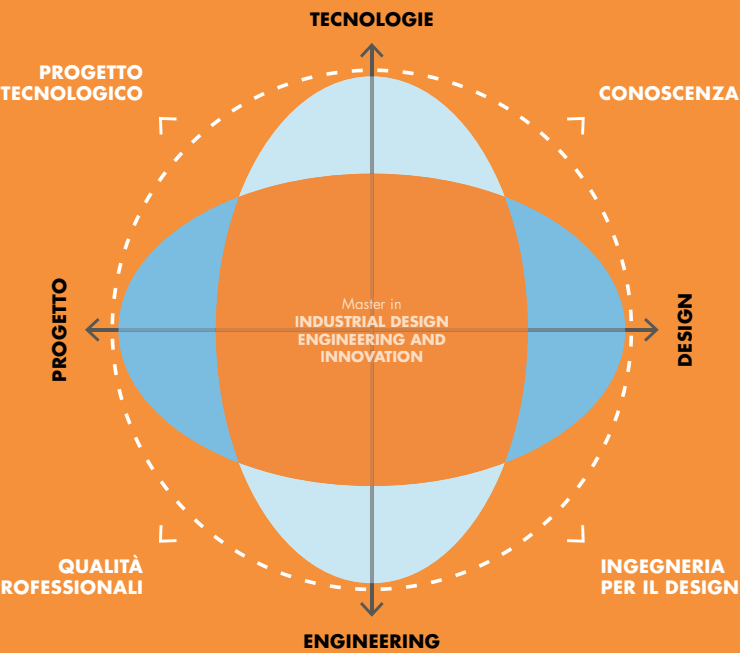 TECNOLOGIE
PROGETTO
TECNOLOGICO
CONOSCENZA
PROGETTO
Master in
INDUSTRIAL DESIGN
ENGINEERING AND
INNOVATION
DESIGN
QUALITÀ
ROFESSIONALI
INGEGNERIA
PER IL DESIGN
ENGINEERING